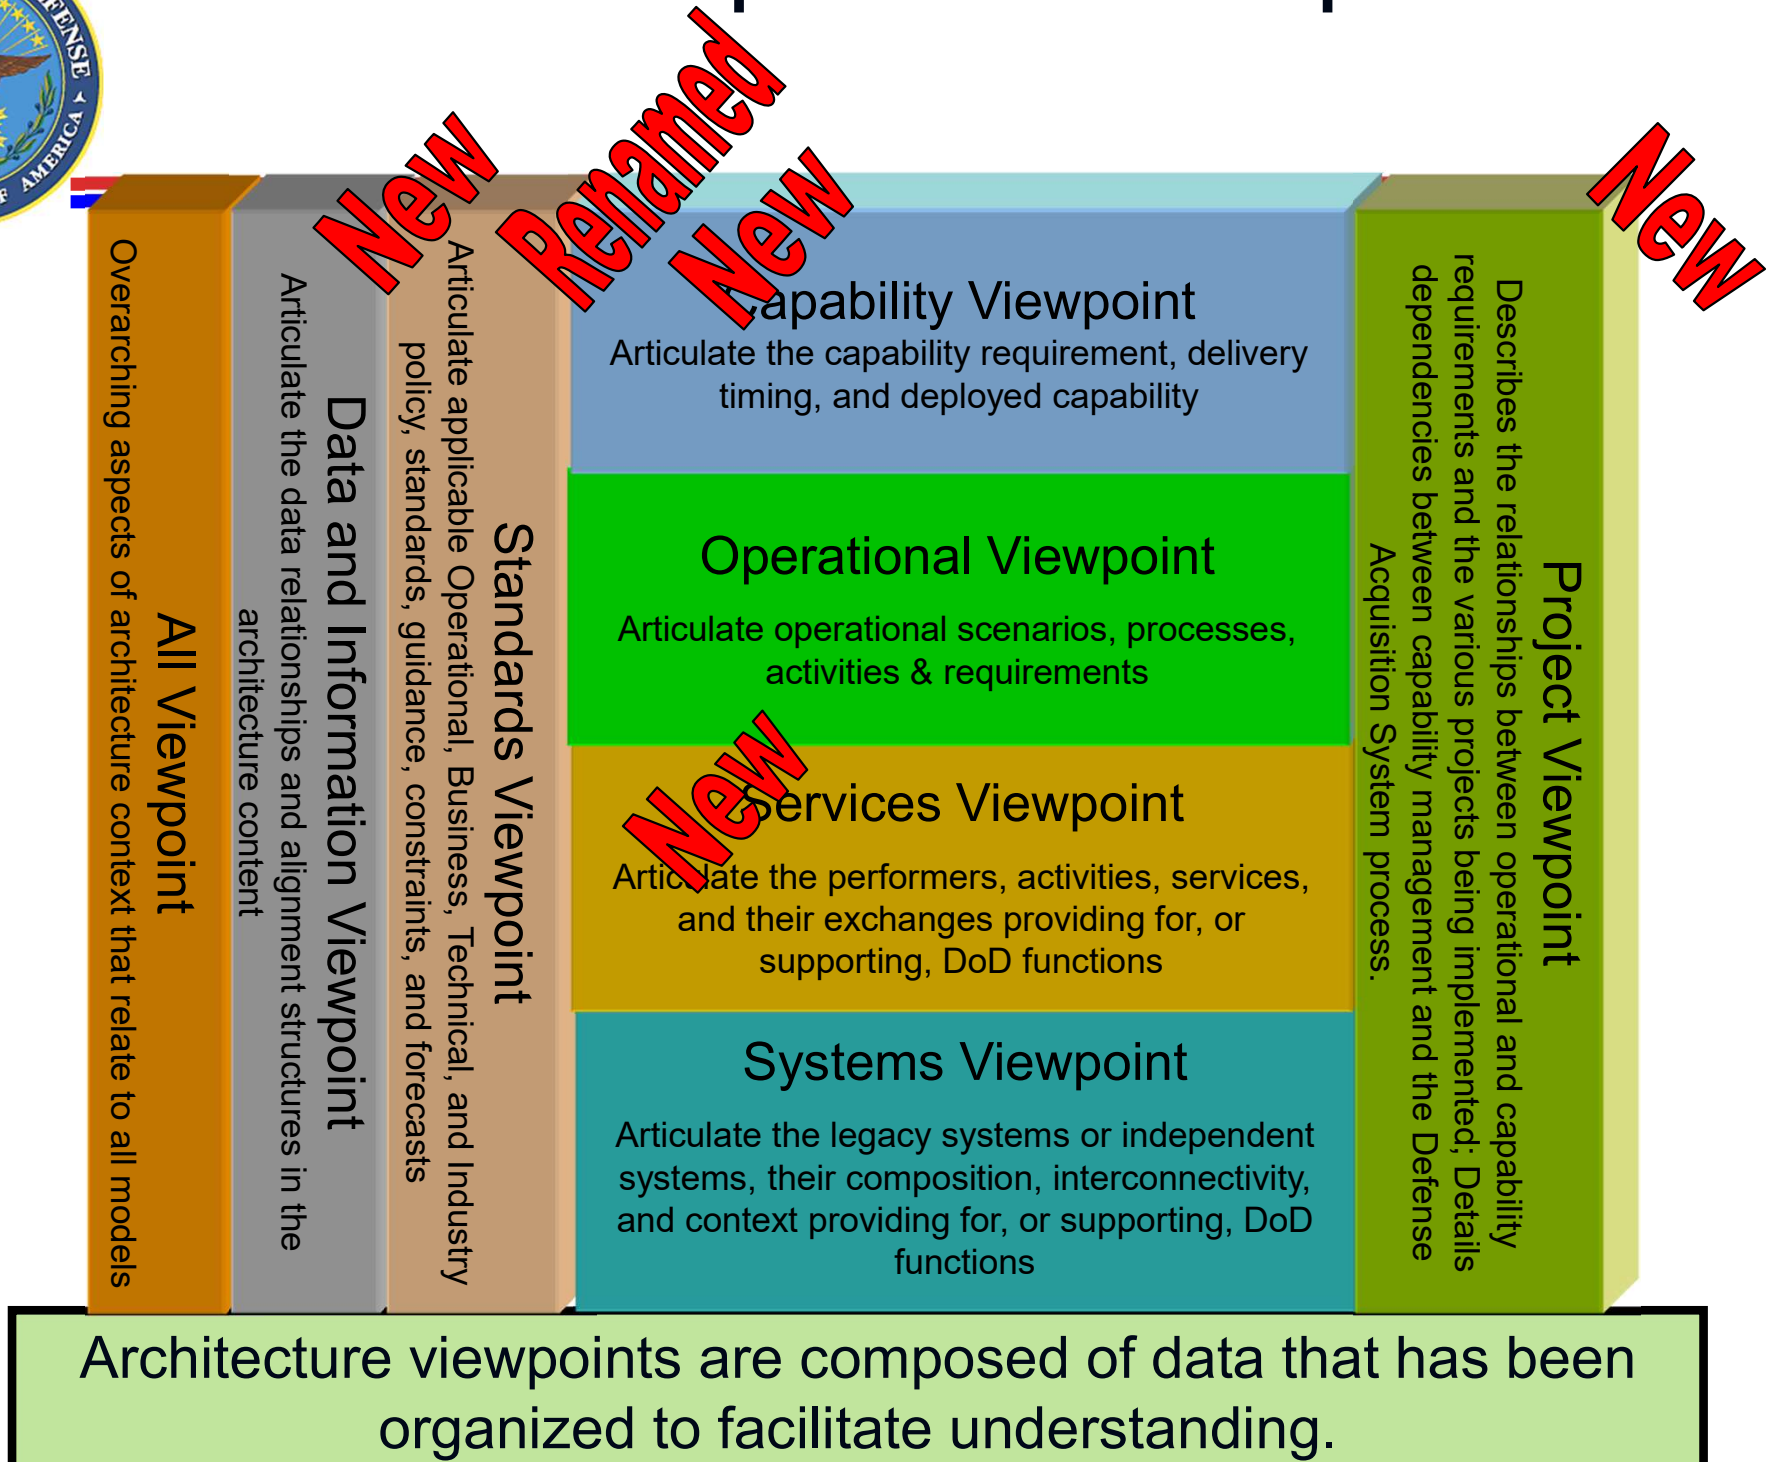 ENSE
OF AMERICA
New
Renamed
New
New
Overarching aspects of architecture context that relate to all models
All Viewpoint
Data and Information Viewpoint
Articulate the data relationships and alignment structures in the
architecture content
Standards Viewpoint
Articulate applicable Operational, Business, Technical, and Industry
policy, standards, guidance, constraints, and forecasts
Capability Viewpoint
Articulate the capability requirement, delivery
timing, and deployed capability
Operational Viewpoint
Articulate operational scenarios, processes,
activities & requirements
New
Services Viewpoint
Articulate the performers, activities, services,
and their exchanges providing for, or
supporting, DoD functions
Systems Viewpoint
Articulate the legacy systems or independent
systems, their composition, interconnectivity,
and context providing for, or supporting, DoD
functions
Project Viewpoint
Describes the relationships between operational and capability
requirements and the various projects being implemented; Details
dependencies between capability management and the Defense
Acquisition System process.
Architecture viewpoints are composed of data that has been
organized to facilitate understanding.